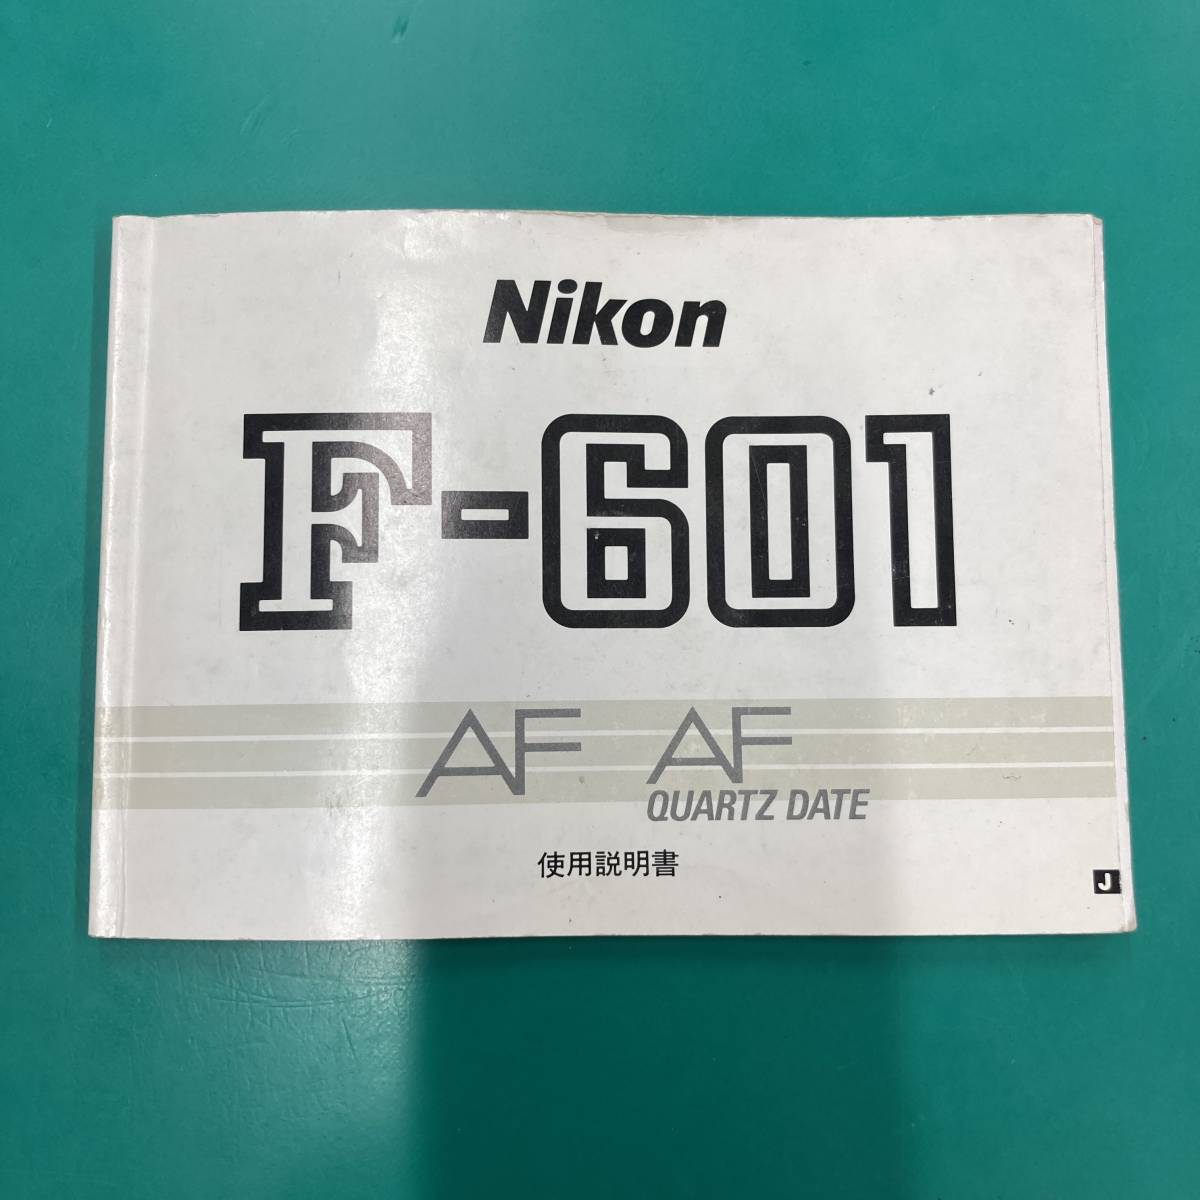 Nikon
F-601
AF AF
QUARTZ DATE
使用説明書
J